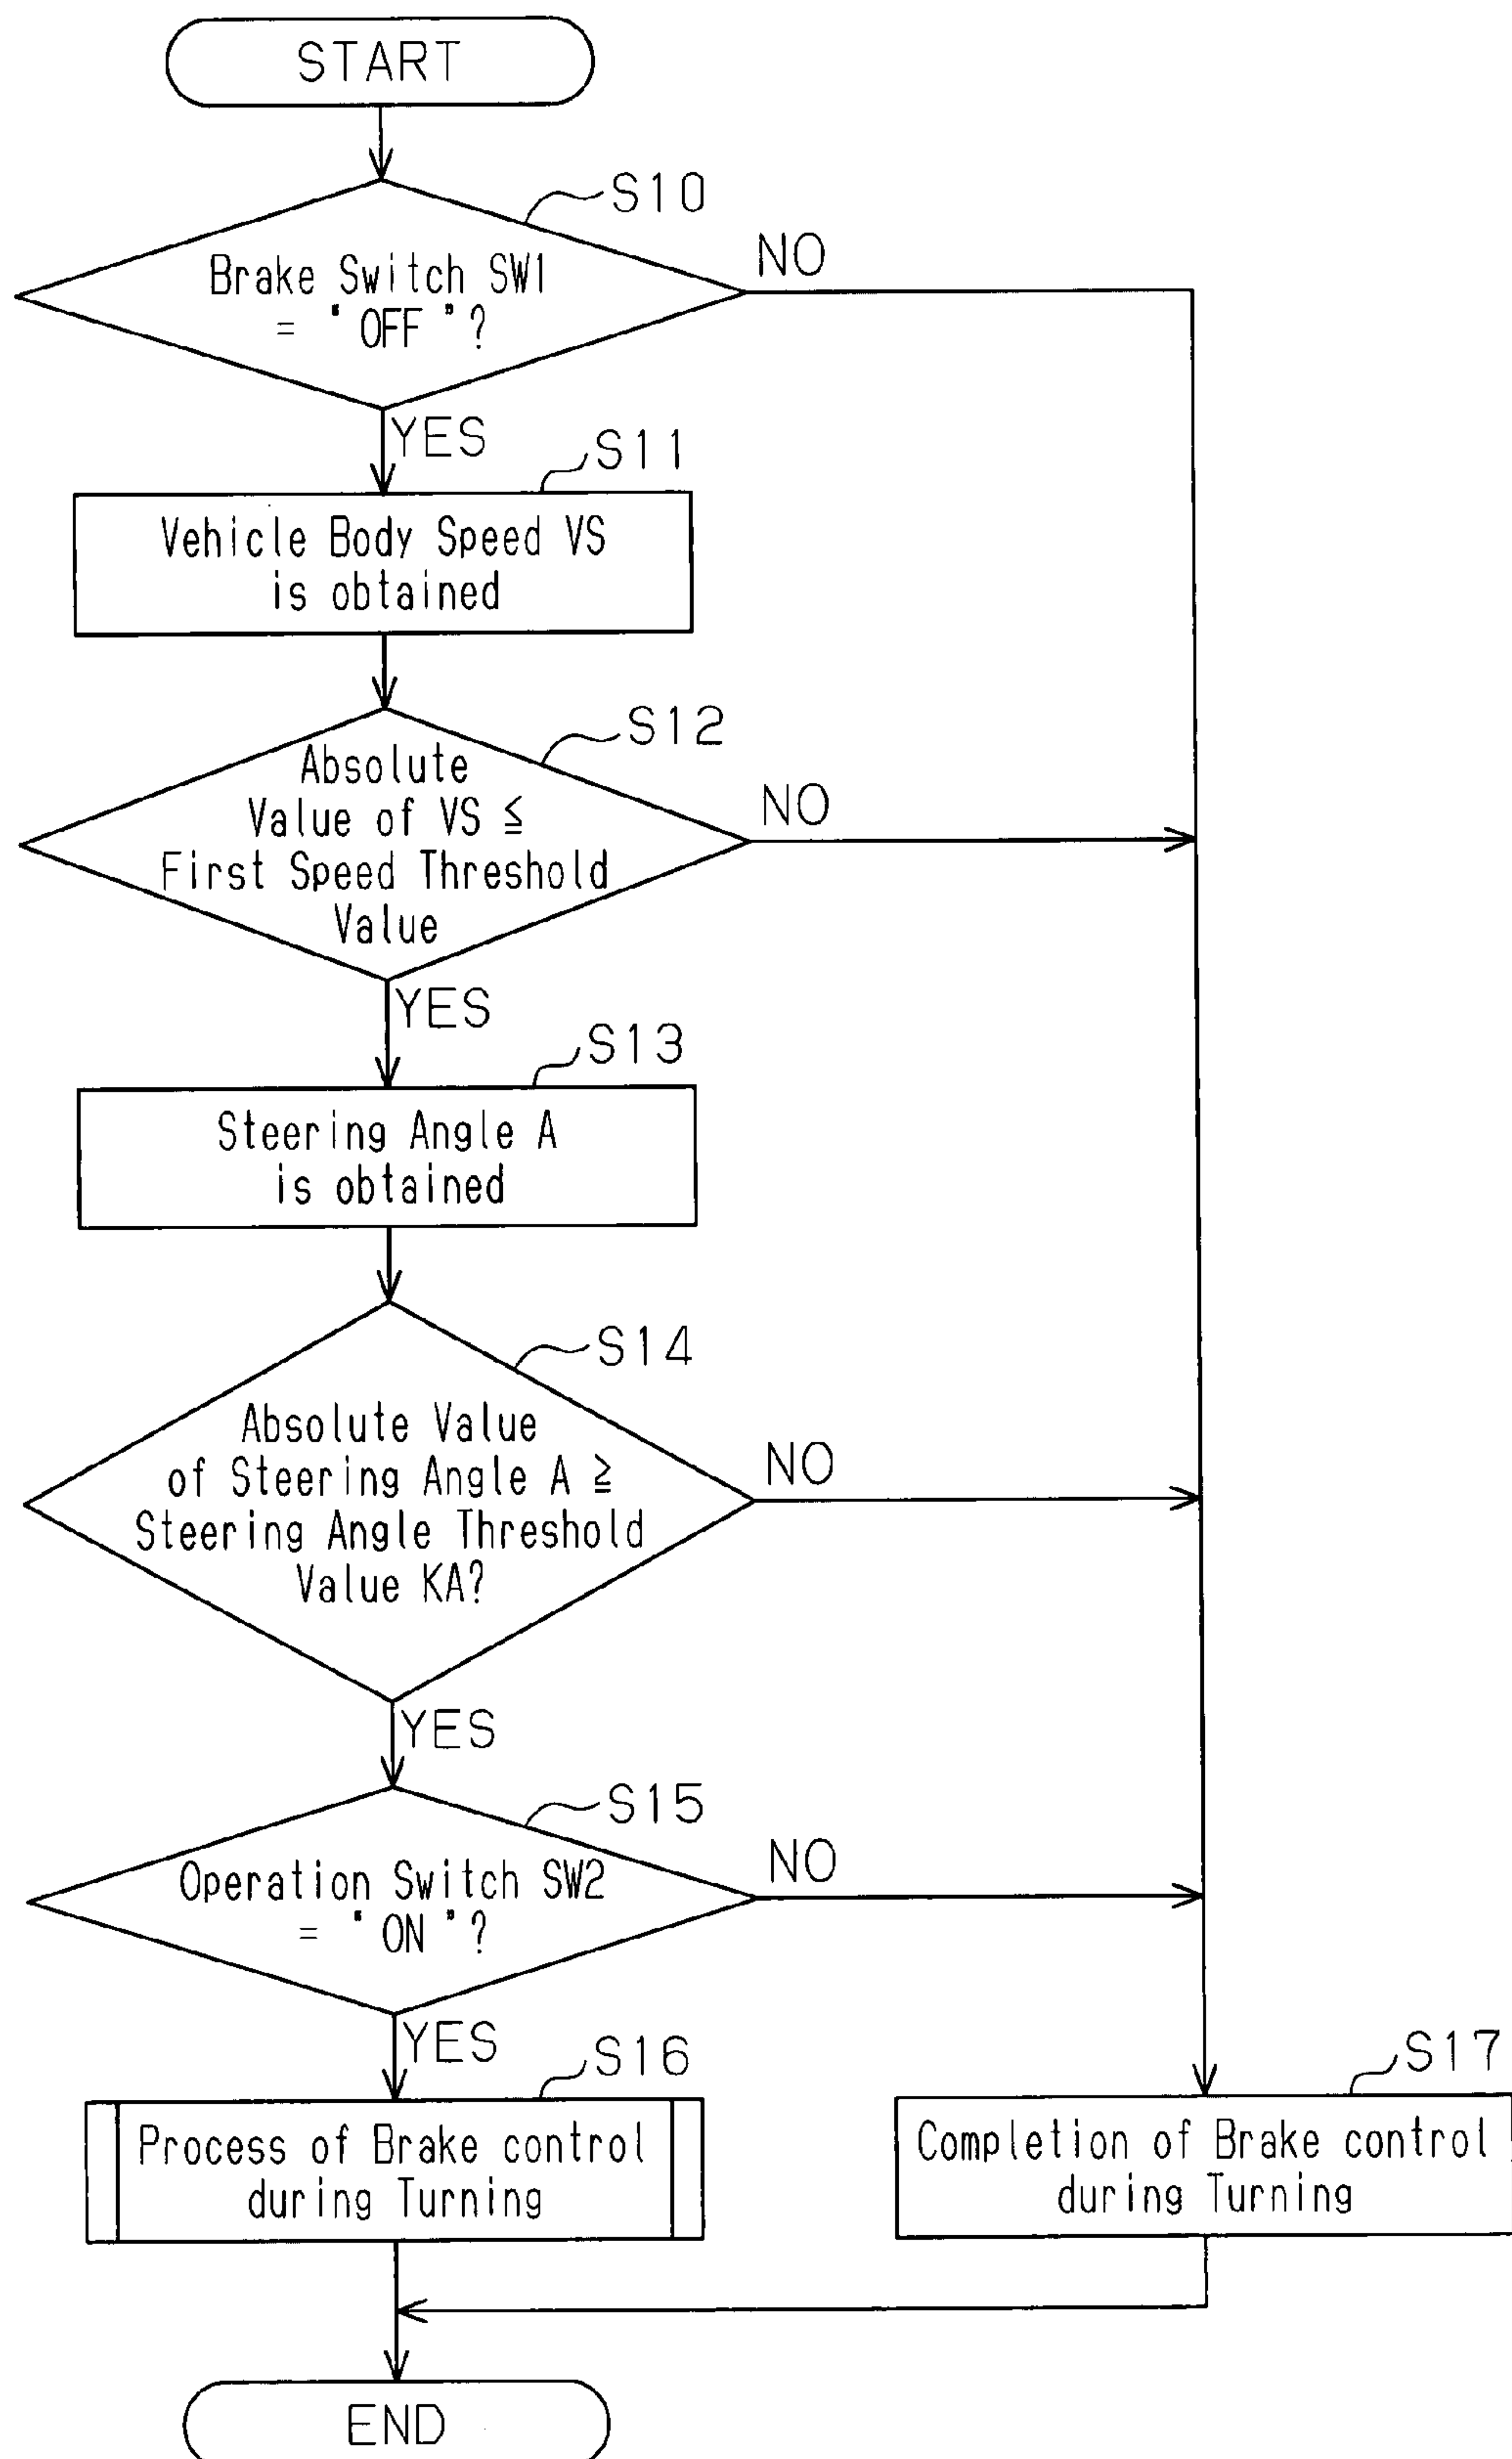 START
S10
Brake Switch SW1
= "OFF"?
NO
YES
S11
Vehicle Body Speed VS
is obtained
S12
Absolute
Value of VS ≦
First Speed Threshold
Value
NO
YES
S13
Steering Angle A
is obtained
S14
Absolute Value
of Steering Angle A ≧
Steering Angle Threshold
Value KA?
NO
YES
S15
Operation Switch SW2
= "ON"?
NO
YES
S16
Process of Brake control
during Turning
S17
Completion of Brake control
during Turning
END